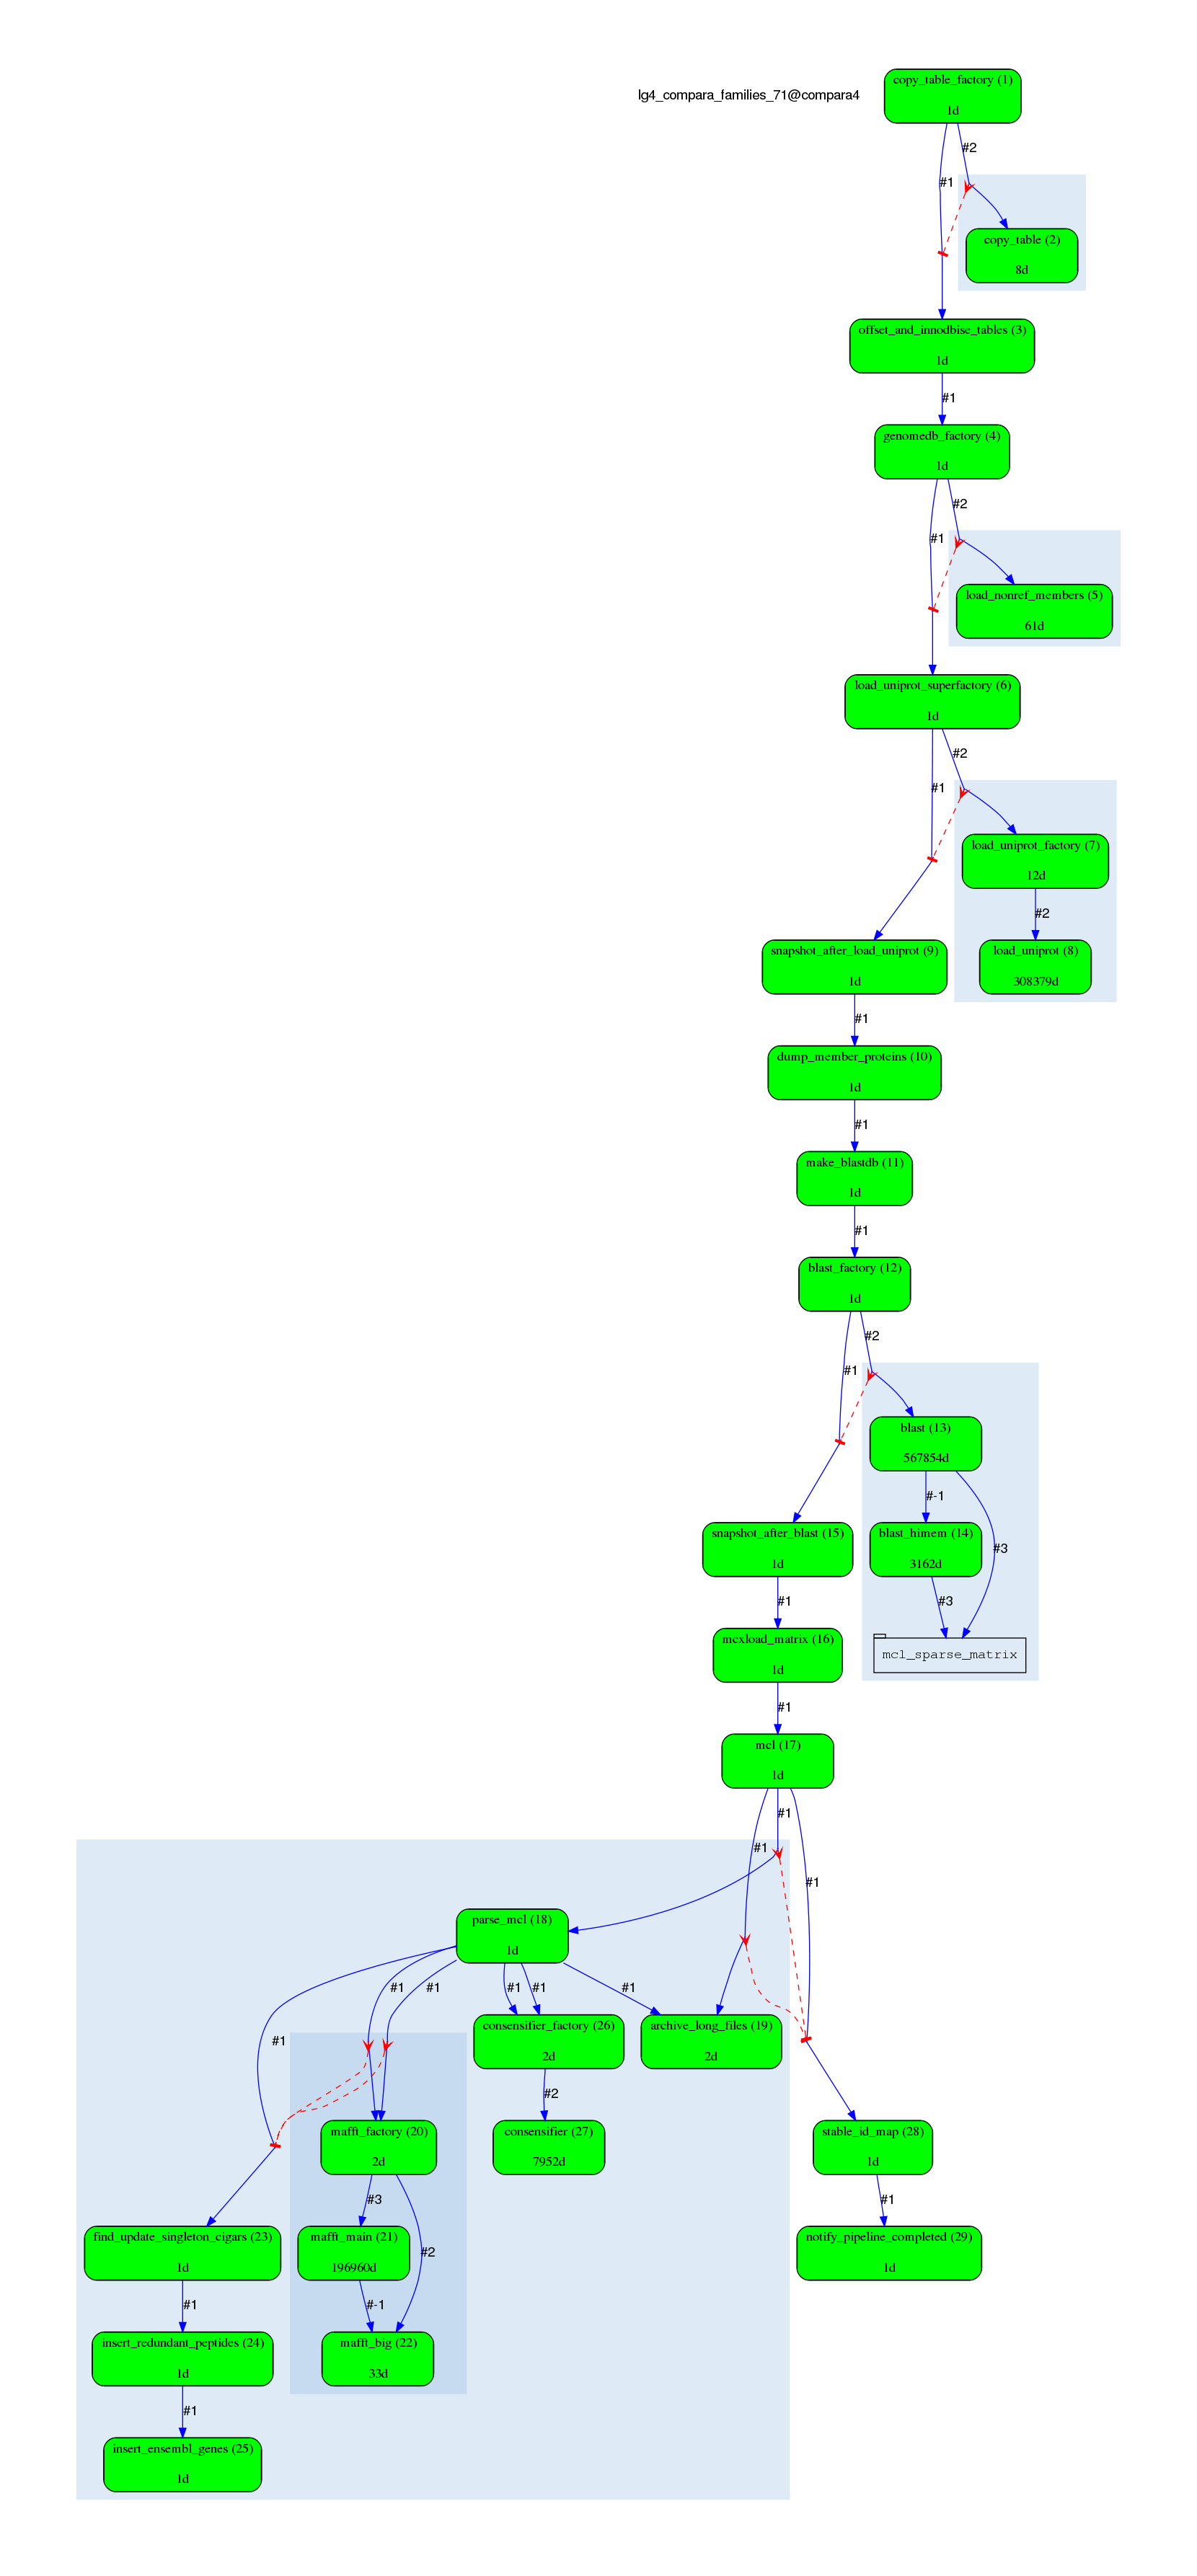 lg4_compara_families_71@compara4
copy_table_factory (1)
1d
#2
#1
copy_table (2)
8d
offset_and_innodbise_tables (3)
1d
#1
genomedb_factory (4)
1d
#2
#1
load_nonref_members (5)
61d
load_uniprot_superfactory (6)
1d
#2
#1
load_uniprot_factory (7)
12d
#2
snapshot_after_load_uniprot (9)
1d
load_uniprot (8)
308379d
#1
dump_member_proteins (10)
1d
#1
make_blastdb (11)
1d
#1
blast_factory (12)
1d
#2
#1
blast (13)
567854d
#-1
snapshot_after_blast (15)
1d
blast_himem (14)
3162d
#3
#1
#3
mcxload_matrix (16)
1d
mcl_sparse_matrix
#1
mcl (17)
1d
#1
#1
#1
parse_mcl (18)
1d
#1
#1
#1
#1
#1
#1
consensifier_factory (26)
2d
archive_long_files (19)
2d
#2
mafft_factory (20)
2d
consensifier (27)
7952d
stable_id_map (28)
1d
#3
#1
#2
find_update_singleton_cigars (23)
1d
mafft_main (21)
196960d
notify_pipeline_completed (29)
1d
#1
#-1
insert_redundant_peptides (24)
1d
mafft_big (22)
33d
#1
insert_ensembl_genes (25)
1d